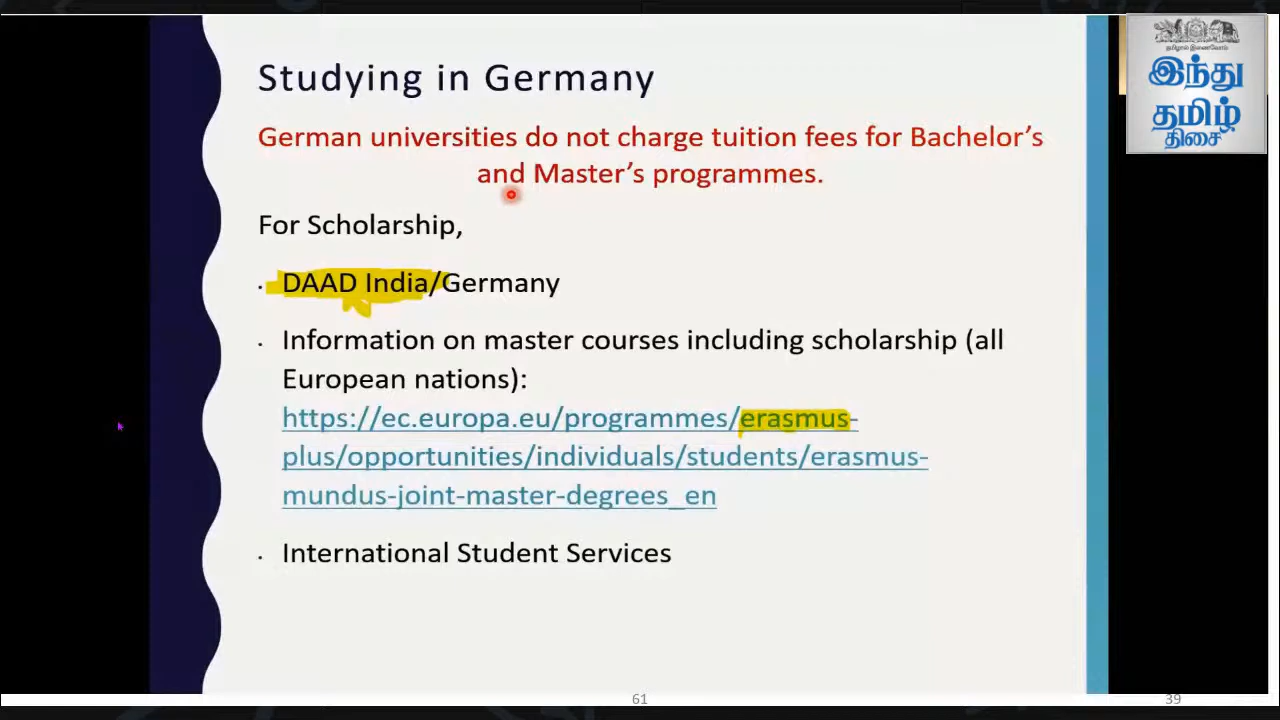 Studying in Germany
German universities do not charge tuition fees for Bachelor’s
and Master’s programmes.
For Scholarship,
• DAAD India/Germany
• Information on master courses including scholarship (all
European nations):
https://ec.europa.eu/programmes/erasmus-
plus/opportunities/individuals/students/erasmus-
mundus-joint-master-degrees_en
• International Student Services
இந்து
தமிழ்
திசை
61
39